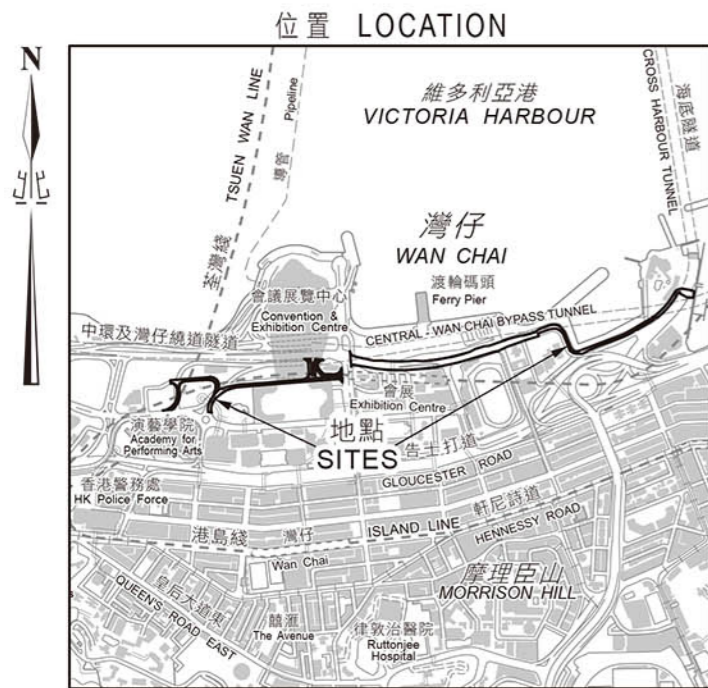 位置 LOCATION
N
維多利亞港
VICTORIA HARBOUR
海底隧道
CROSS HARBOUR TUNNEL
TSUEN WAN LINE
荃灣綫
導管 Pipeline
灣仔
WAN CHAI
會議展覽中心
Convention &
Exhibition Centre
渡輪碼頭
Ferry Pier
中環及灣仔繞道隧道
CENTRAL - WAN CHAI BYPASS TUNNEL
會展
Exhibition Centre
演藝學院
Academy for
Performing Arts
地點
SITES
告士打道
GLOUCESTER ROAD
香港警務處
HK Police Force
軒尼詩道
HENNESSY ROAD
港島綫
ISLAND LINE
灣仔
Wan Chai
皇后大道東
QUEEN'S ROAD EAST
囍滙
The Avenue
摩理臣山
MORRISON HILL
律敦治醫院
Ruttonjee
Hospital